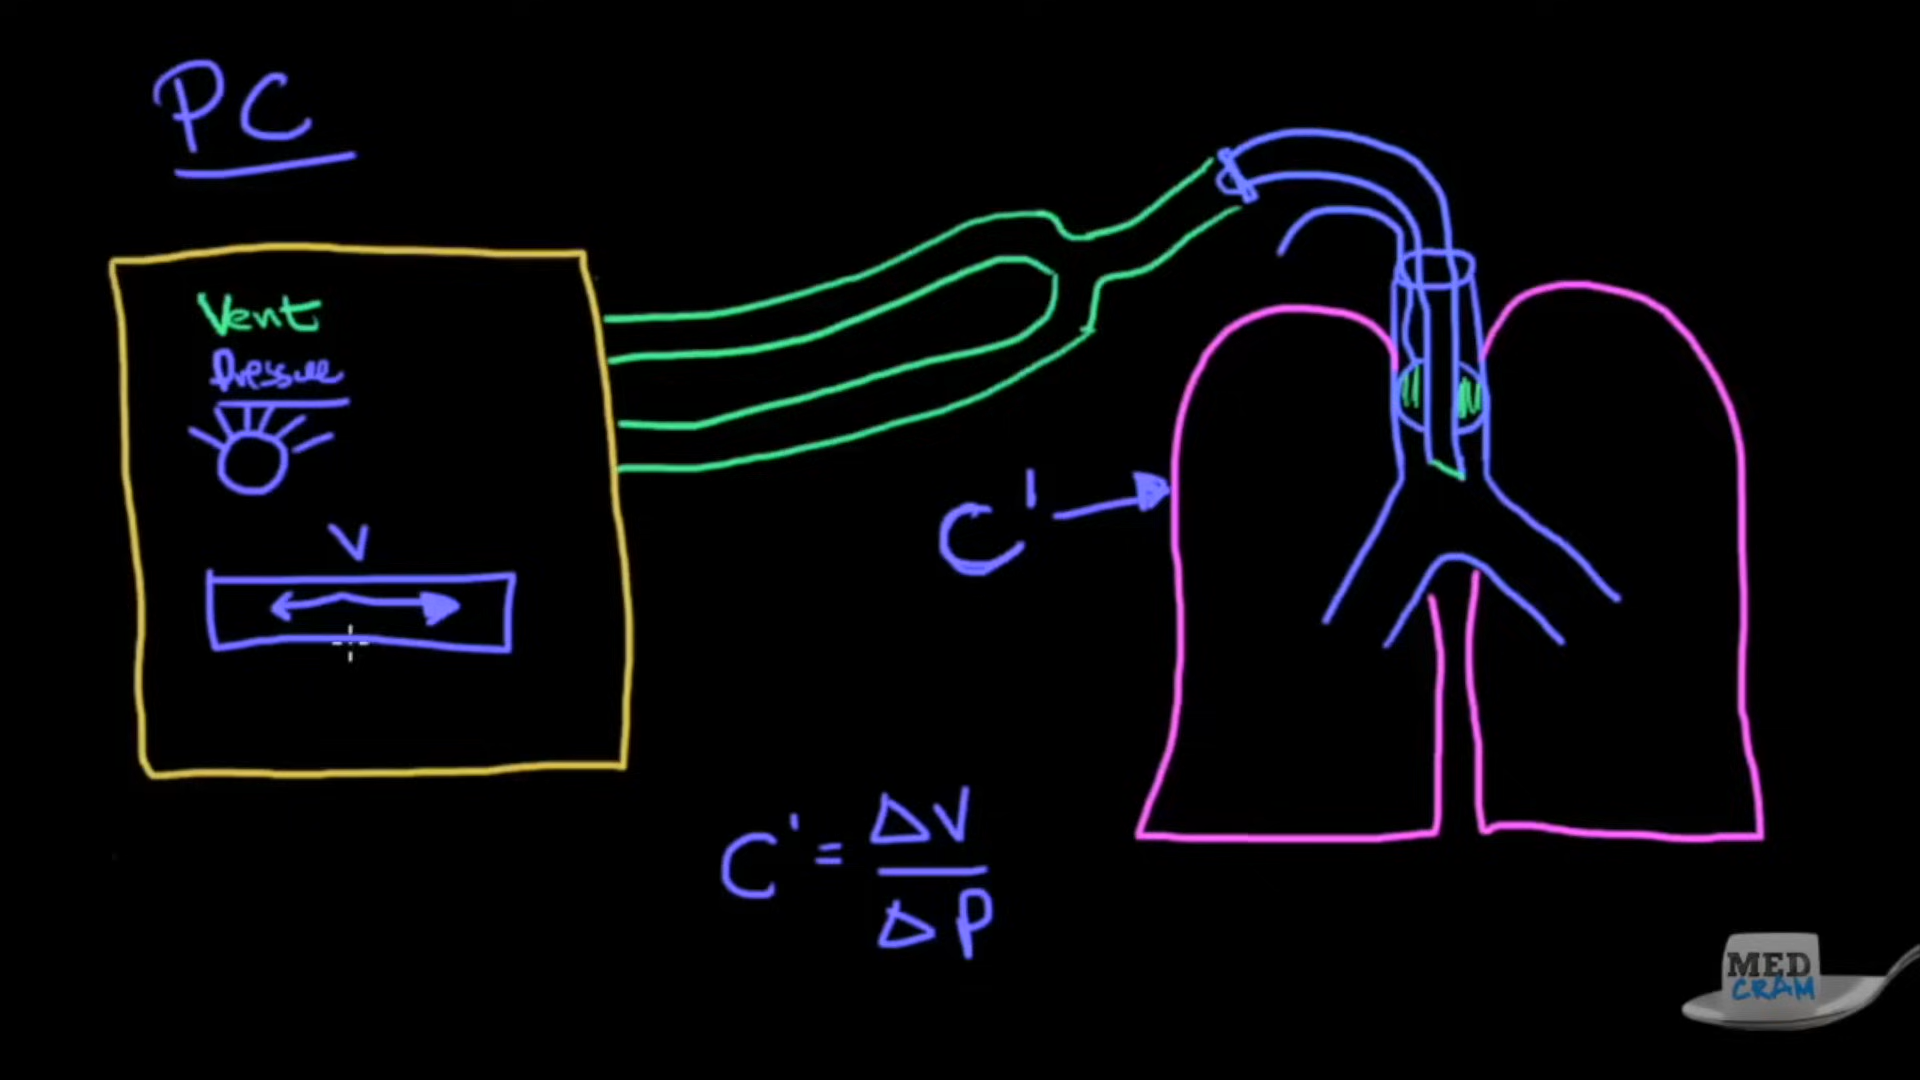 PC
Vent
Pressure
V
C'
C' = ΔV
ΔP
MED
CRAM